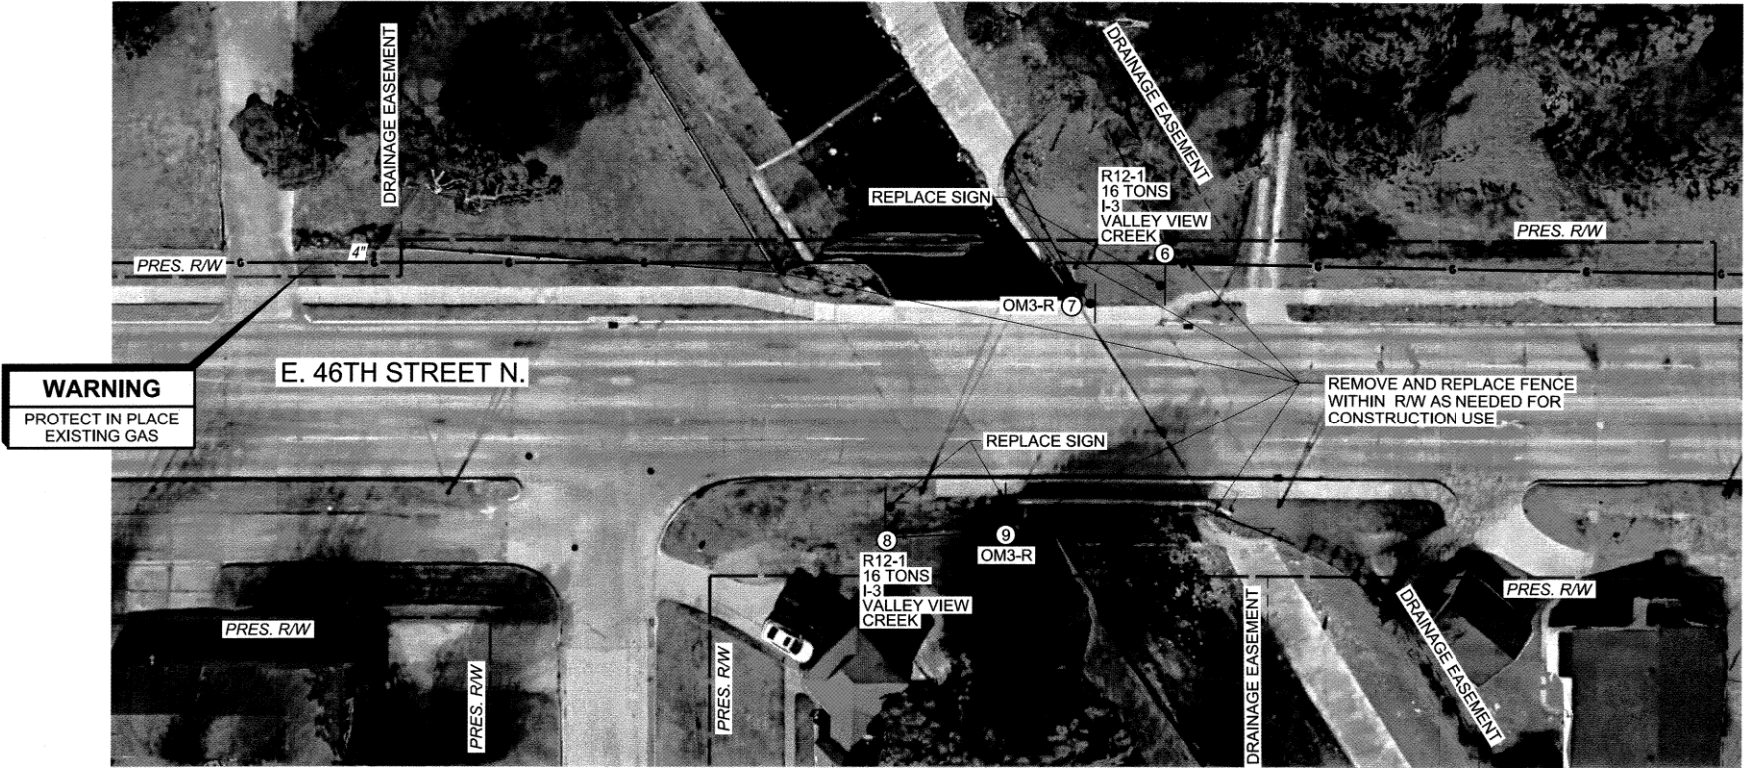 DRAINAGE EASEMENT
DRAINAGE EASEMENT
REPLACE SIGN
R12-1
16 TONS
I-3
VALLEY VIEW
CREEK
6
PRES. R/W
4"
PRES. R/W
G G G G G G G G
OM3-R 7
WARNING
PROTECT IN PLACE
EXISTING GAS
E. 46TH STREET N.
REMOVE AND REPLACE FENCE
WITHIN R/W AS NEEDED FOR
CONSTRUCTION USE
REPLACE SIGN
8
R12-1
16 TONS
I-3
VALLEY VIEW
CREEK
9
OM3-R
PRES. R/W
PRES. R/W
PRES. R/W
DRAINAGE EASEMENT
DRAINAGE EASEMENT
PRES. R/W